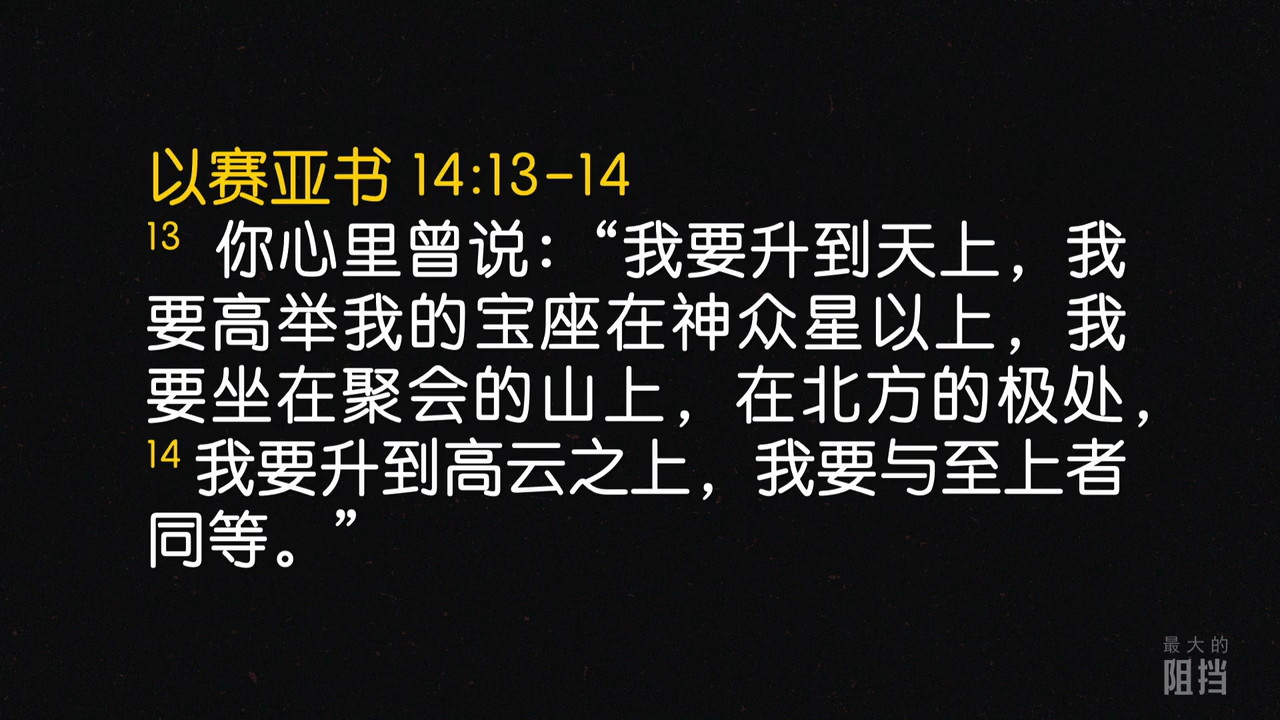 以赛亚书 14:13-14
13 你心里曾说：“我要升到天上，我
要高举我的宝座在神众星以上，我
要坐在聚会的山上，在北方的极处，
14 我要升到高云之上，我要与至上者
同等。”
最大的
阻挡